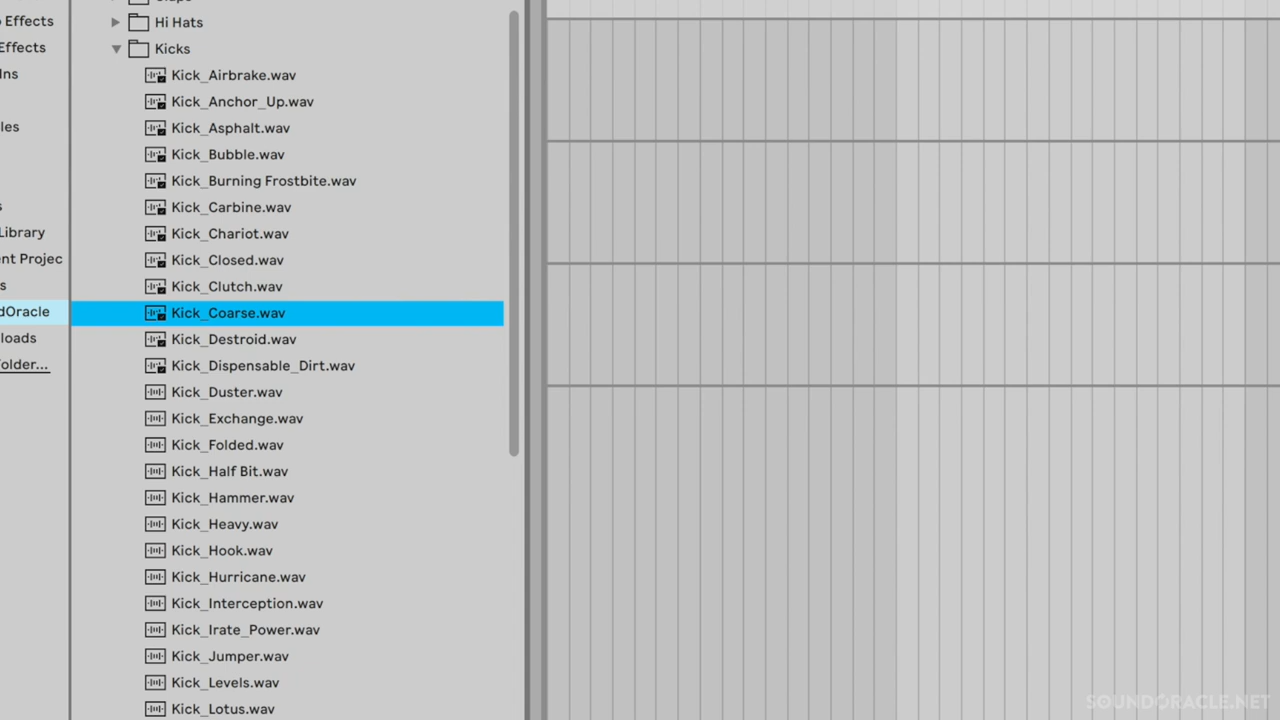 Effects
Effects
Ins
les
s
Library
ent Projec
s
dOracle
loads
older...
Hi Hats
Kicks
Kick_Airbrake.wav
Kick_Anchor_Up.wav
Kick_Asphalt.wav
Kick_Bubble.wav
Kick_Burning Frostbite.wav
Kick_Carbine.wav
Kick_Chariot.wav
Kick_Closed.wav
Kick_Clutch.wav
Kick_Coarse.wav
Kick_Destroid.wav
Kick_Dispensable_Dirt.wav
Kick_Duster.wav
Kick_Exchange.wav
Kick_Folded.wav
Kick_Half Bit.wav
Kick_Hammer.wav
Kick_Heavy.wav
Kick_Hook.wav
Kick_Hurricane.wav
Kick_Interception.wav
Kick_Irate_Power.wav
Kick_Jumper.wav
Kick_Levels.wav
Kick_Lotus.wav
SOUNDORACLE.NET